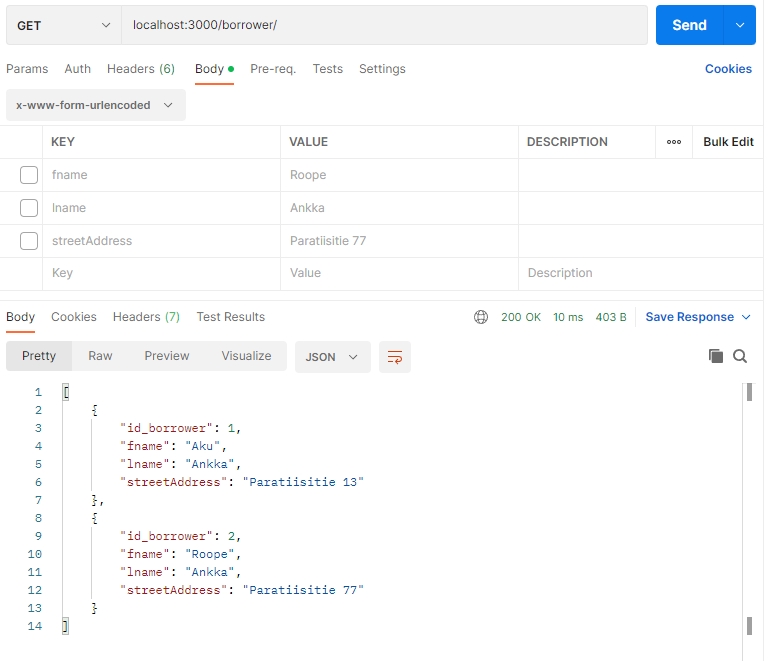 GET localhost:3000/borrower/ Send
Params Auth Headers (6) Body Pre-req. Tests Settings Cookies
x-www-form-urlencoded
KEY VALUE DESCRIPTION Bulk Edit
fname Roope
lname Ankka
streetAddress Paratiisitie 77
Key Value Description
Body Cookies Headers (7) Test Results 200 OK 10 ms 403 B Save Response
Pretty Raw Preview Visualize JSON
1 [
2 {
3 "id_borrower": 1,
4 "fname": "Aku",
5 "lname": "Ankka",
6 "streetAddress": "Paratiisitie 13"
7 },
8 {
9 "id_borrower": 2,
10 "fname": "Roope",
11 "lname": "Ankka",
12 "streetAddress": "Paratiisitie 77"
13 }
14 ]